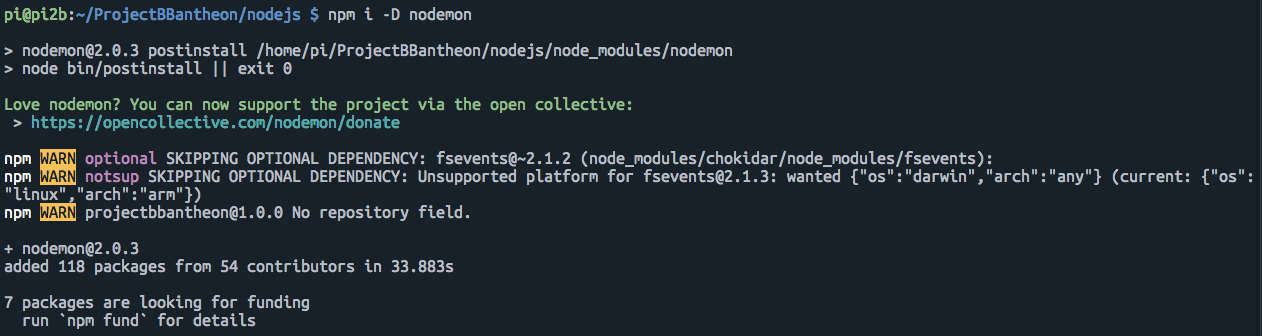 pi@pi2b:~/ProjectBBantheon/nodejs $ npm i -D nodemon
> nodemon@2.0.3 postinstall /home/pi/ProjectBBantheon/nodejs/node_modules/nodemon
> node bin/postinstall || exit 0
Love nodemon? You can now support the project via the open collective:
 > https://opencollective.com/nodemon/donate
npm WARN optional SKIPPING OPTIONAL DEPENDENCY: fsevents@~2.1.2 (node_modules/chokidar/node_modules/fsevents):
npm WARN notsup SKIPPING OPTIONAL DEPENDENCY: Unsupported platform for fsevents@2.1.3: wanted {"os":"darwin","arch":"any"} (current: {"os":
"linux","arch":"arm"})
npm WARN projectbbantheon@1.0.0 No repository field.
+ nodemon@2.0.3
added 118 packages from 54 contributors in 33.883s
7 packages are looking for funding
  run `npm fund` for details